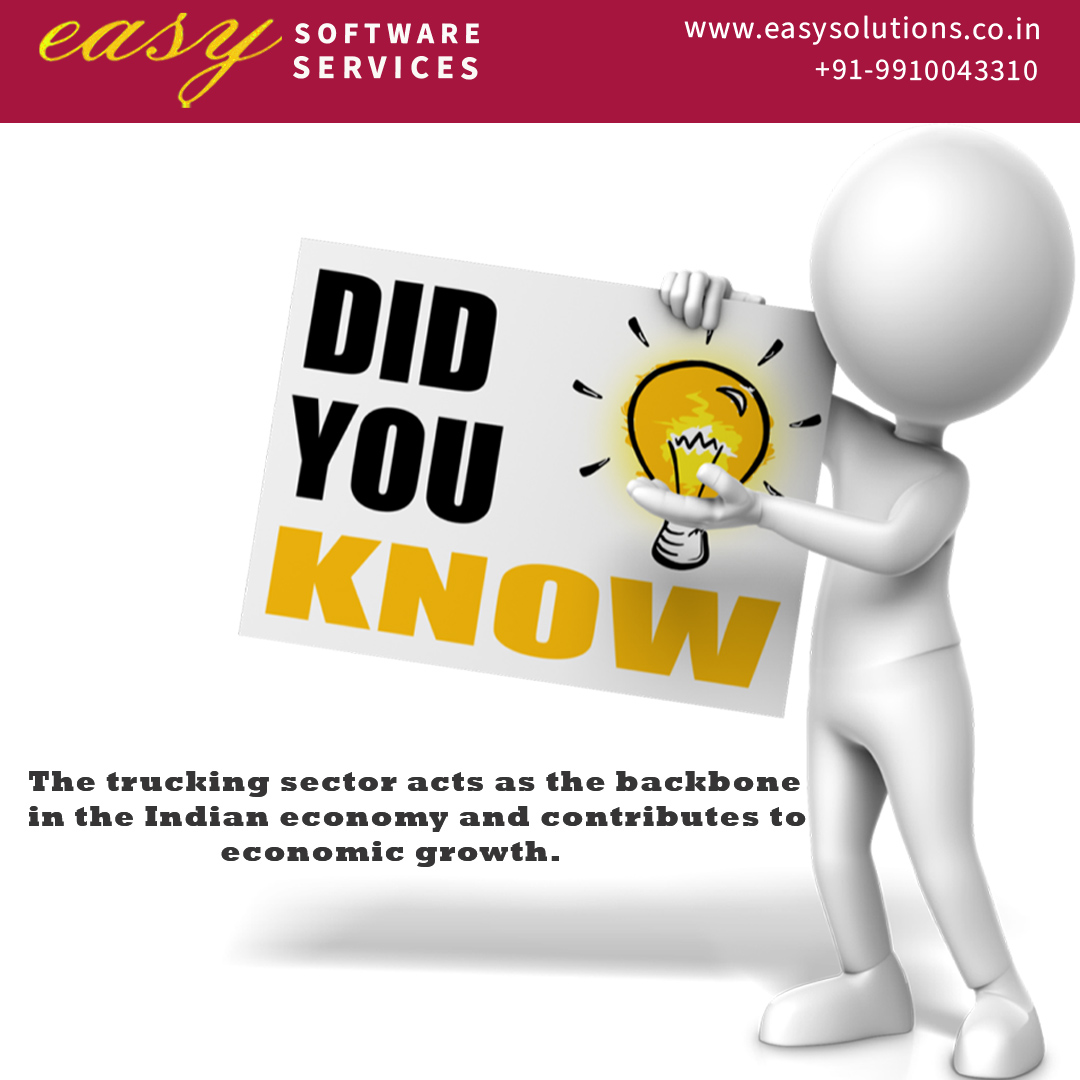 easy SOFTWARE
SERVICES
www.easysolutions.co.in
+91-9910043310
DID
YOU
KNOW
The trucking sector acts as the backbone
in the Indian economy and contributes to
economic growth.